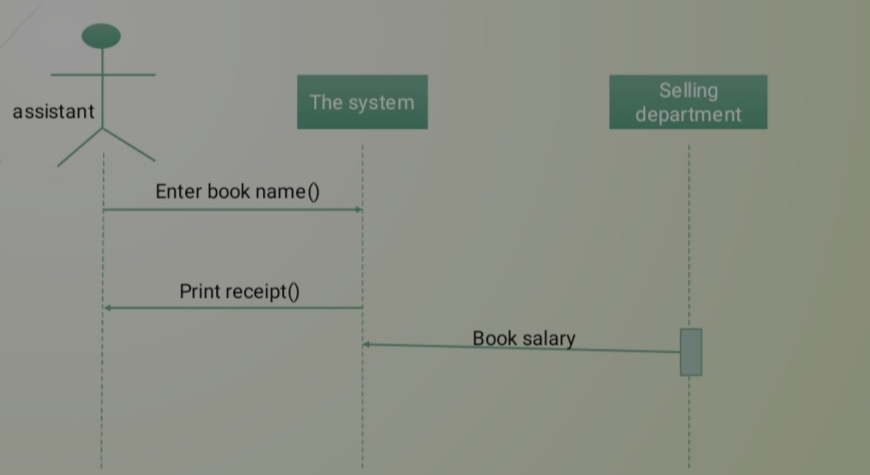 assistant
The system
Selling
department
Enter book name()
Print receipt()
Book salary